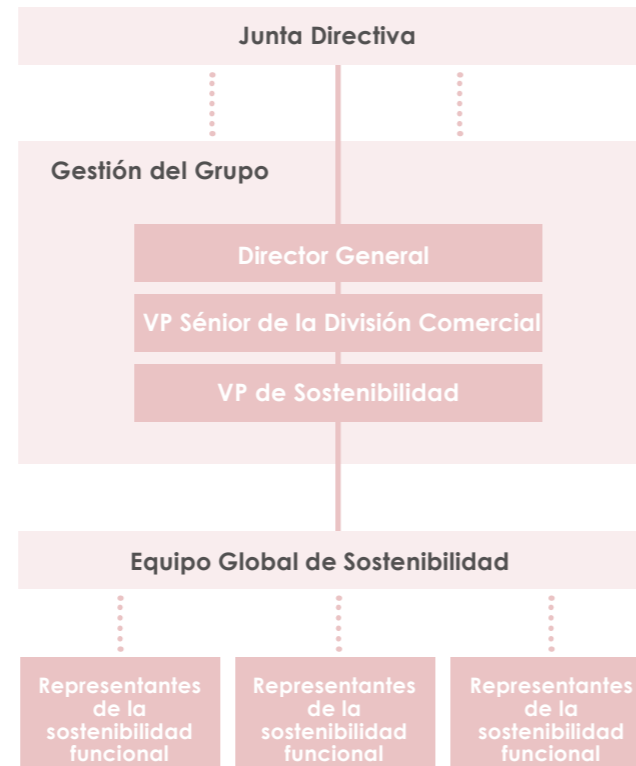 Junta Directiva
Gestión del Grupo
Director General
VP Sénior de la División Comercial
VP de Sostenibilidad
Equipo Global de Sostenibilidad
Representantes
de la
sostenibilidad
funcional
Representantes
de la
sostenibilidad
funcional
Representantes
de la
sostenibilidad
funcional